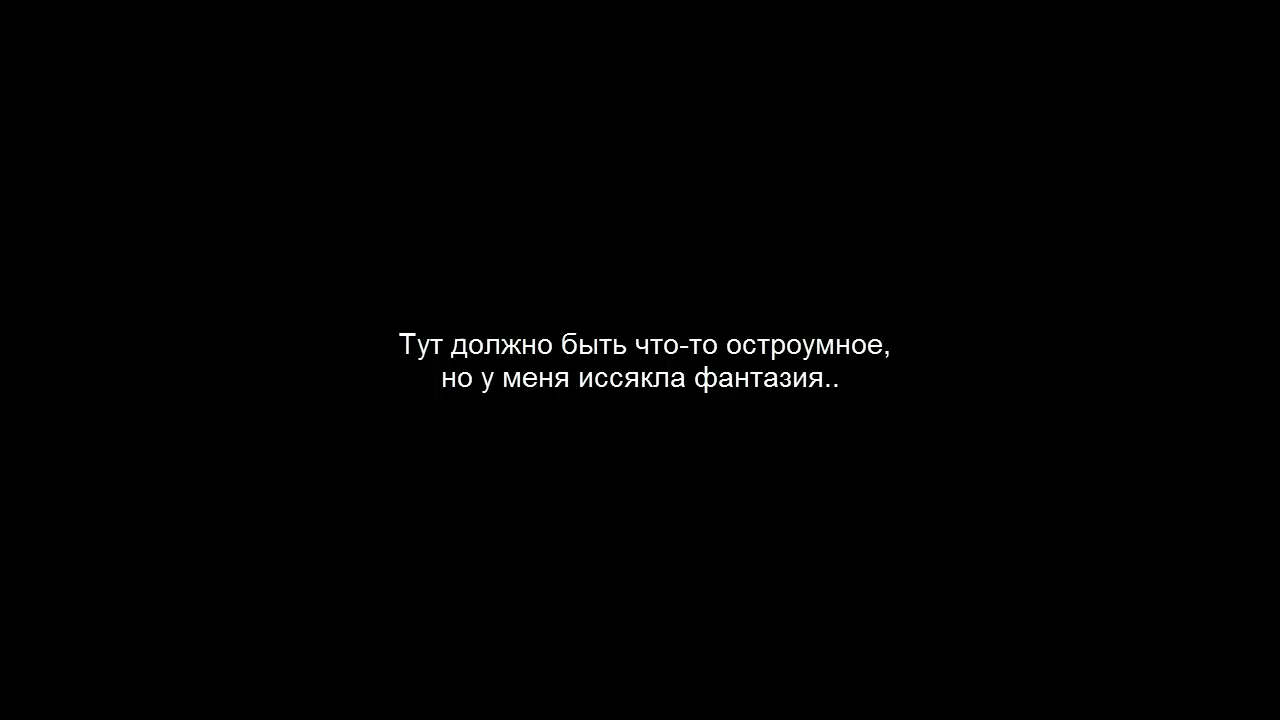 Тут должно быть что-то остроумное,
но у меня иссякла фантазия..